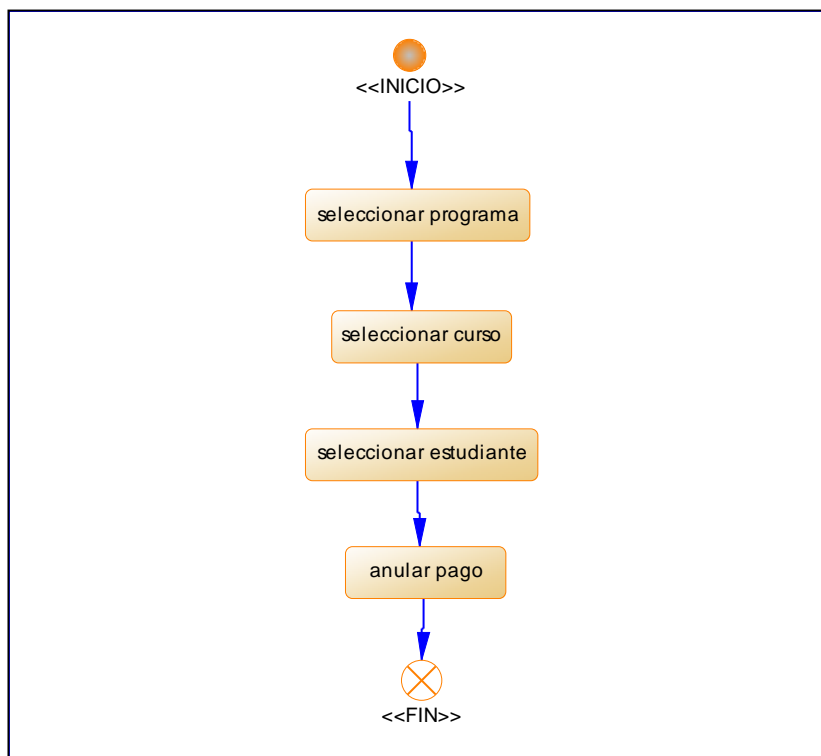 <<INICIO>>
seleccionar programa
seleccionar curso
seleccionar estudiante
anular pago
<<FIN>>